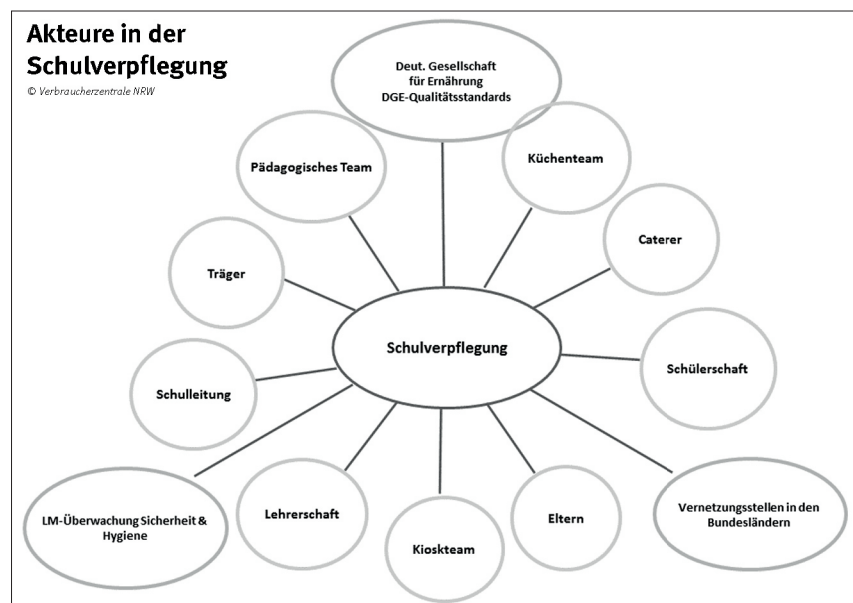 Akteure in der
Schulverpflegung
© Verbraucherzentrale NRW
Deut. Gesellschaft
für Ernährung
DGE-Qualitätsstandards
Pädagogisches Team
Küchenteam
Träger
Caterer
Schulverpflegung
Schulleitung
Schülerschaft
LM-Überwachung Sicherheit &
Hygiene
Lehrerschaft
Kioskteam
Eltern
Vernetzungsstellen in den
Bundesländern